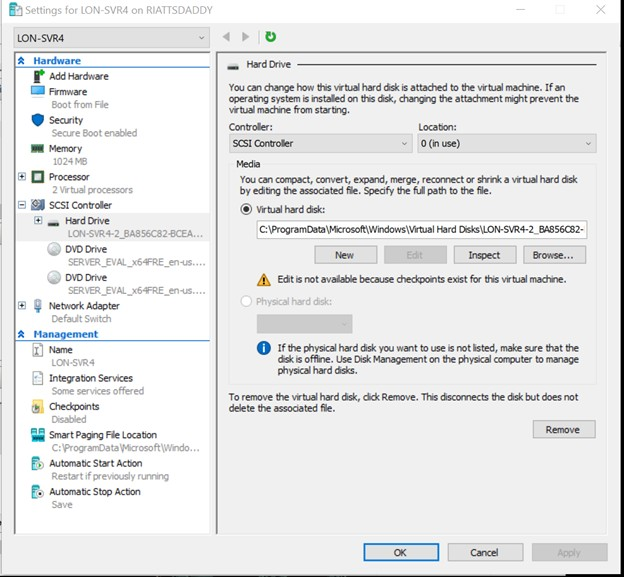 Settings for LON-SVR4 on RIATTSDADDY
LON-SVR4
Hardware
Add Hardware
Firmware
Boot from File
Security
Secure Boot enabled
Memory
1024 MB
Processor
2 Virtual processors
SCSI Controller
Hard Drive
LON-SVR4-2_BA856C82-BCEA...
DVD Drive
SERVER_EVAL_x64FRE_en-us....
DVD Drive
SERVER_EVAL_x64FRE_en-us....
Network Adapter
Default Switch
Management
Name
LON-SVR4
Integration Services
Some services offered
Checkpoints
Disabled
Smart Paging File Location
C:\ProgramData\Microsoft\Windo...
Automatic Start Action
Restart if previously running
Automatic Stop Action
Save
Hard Drive
You can change how this virtual hard disk is attached to the virtual machine. If an
operating system is installed on this disk, changing the attachment might prevent the
virtual machine from starting.
Controller:
Location:
SCSI Controller
0 (in use)
Media
You can compact, convert, expand, merge, reconnect or shrink a virtual hard disk
by editing the associated file. Specify the full path to the file.
Virtual hard disk:
C:\ProgramData\Microsoft\Windows\Virtual Hard Disks\LON-SVR4-2_BA856C82-
New
Edit
Inspect
Browse...
Edit is not available because checkpoints exist for this virtual machine.
Physical hard disk:
If the physical hard disk you want to use is not listed, make sure that the
disk is offline. Use Disk Management on the physical computer to manage
physical hard disks.
To remove the virtual hard disk, click Remove. This disconnects the disk but does not
delete the associated file.
Remove
OK
Cancel
Apply